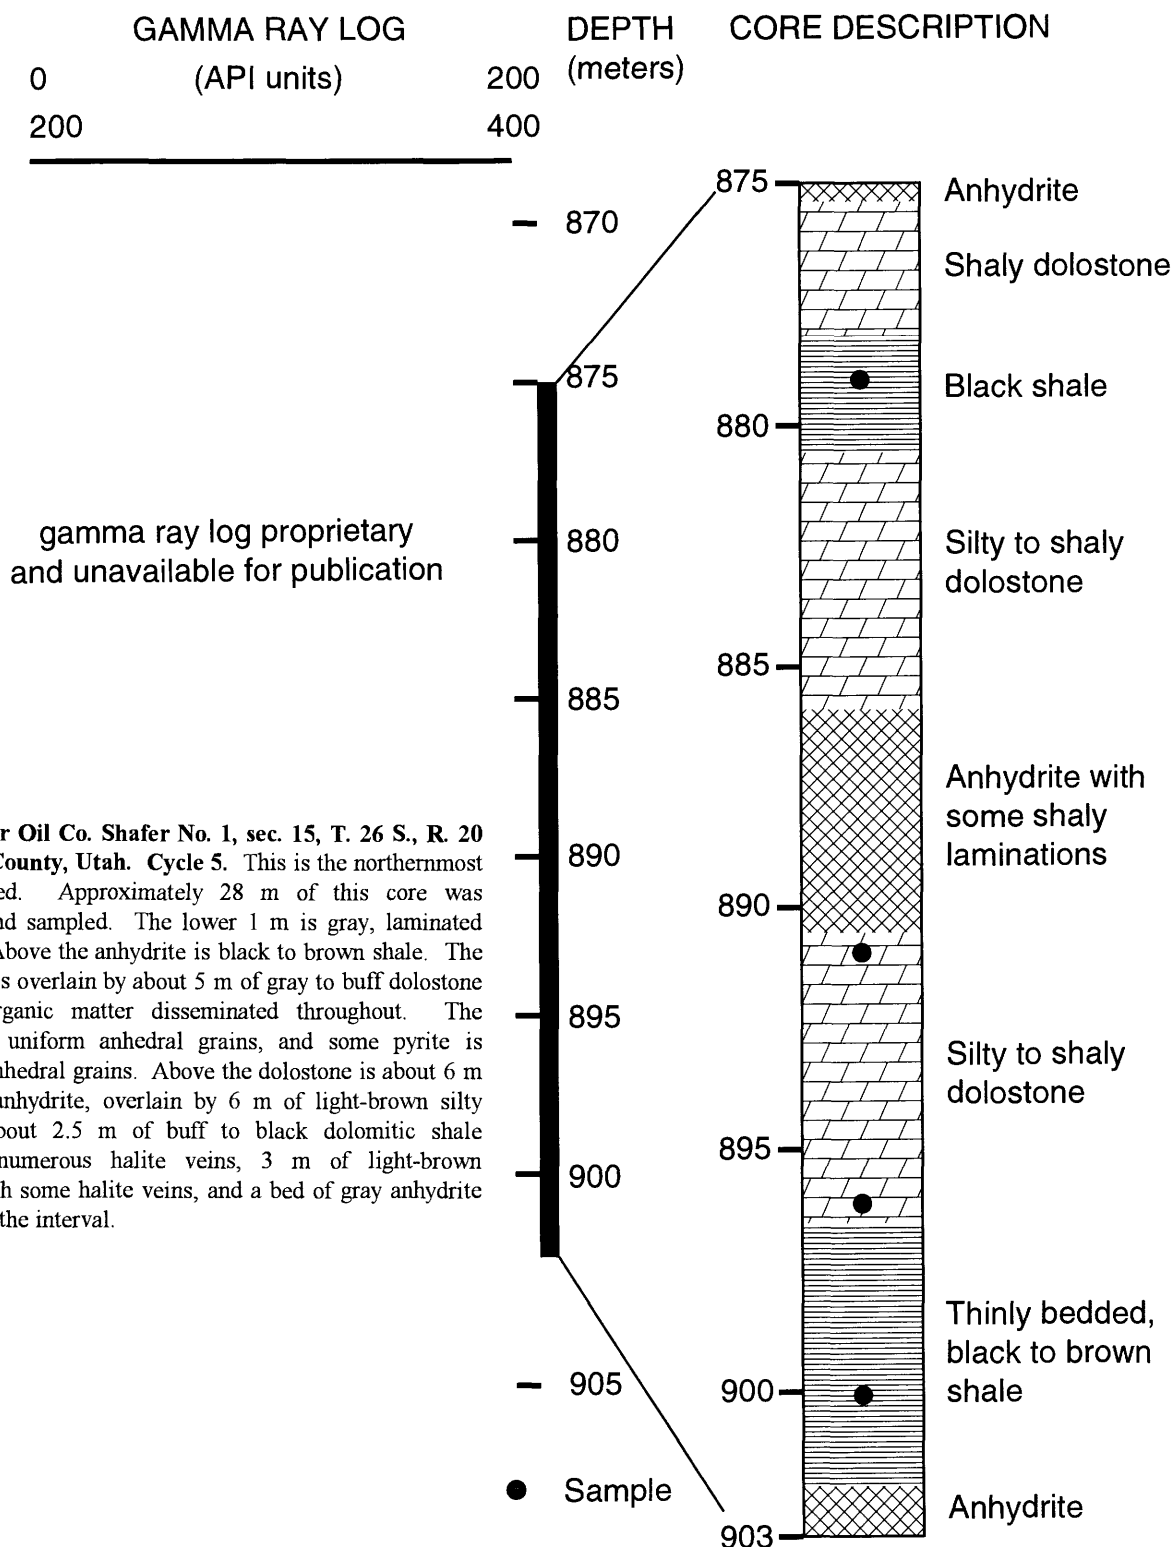 GAMMA RAY LOG
DEPTH
CORE DESCRIPTION
0
(API units)
200
(meters)
200
400
870
875
880
885
890
895
900
905
gamma ray log proprietary
and unavailable for publication
875
880
885
890
895
900
903
Anhydrite
Shaly dolostone
Black shale
Silty to shaly
dolostone
Anhydrite with
some shaly
laminations
Silty to shaly
dolostone
Thinly bedded,
black to brown
shale
Anhydrite
Sample
r Oil Co. Shafer No. 1, sec. 15, T. 26 S., R. 20
County, Utah. Cycle 5. This is the northernmost
ed. Approximately 28 m of this core was
nd sampled. The lower 1 m is gray, laminated
Above the anhydrite is black to brown shale. The
s overlain by about 5 m of gray to buff dolostone
rganic matter disseminated throughout. The
uniform anhedral grains, and some pyrite is
nhedral grains. Above the dolostone is about 6 m
anhydrite, overlain by 6 m of light-brown silty
bout 2.5 m of buff to black dolomitic shale
numerous halite veins, 3 m of light-brown
h some halite veins, and a bed of gray anhydrite
the interval.